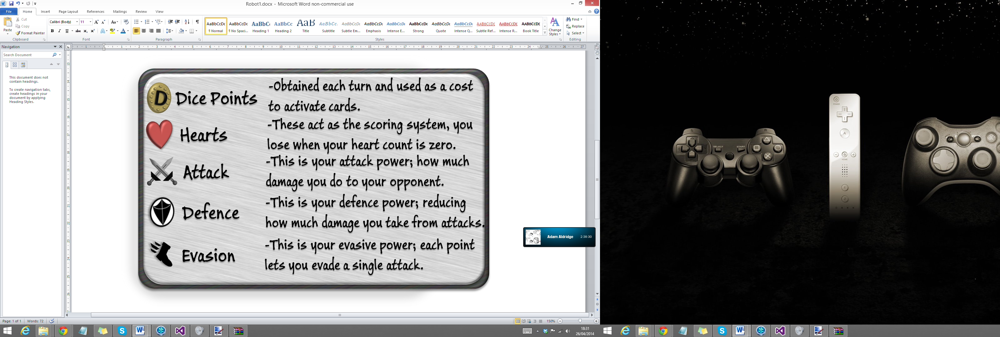 Robot1.docx - Microsoft Word non-commercial use
File Home Insert Page Layout References Mailings Review View
Paste
Cut
Copy
Format Painter
Clipboard
Calibri (Body) 11
Font
Paragraph
AaBbCcDc AaBbCcDc AaBbC AaBbCc AaB AaBbCc. AaBbCcDc AaBbCcDc AaBbCcDc AaBbCcDc AaBbCcDc AaBbCcDc AABBCCDD AABBCCDD AaBbCcDD
¶ Normal ¶ No Spaci... Heading 1 Heading 2 Title Subtitle Subtle Em... Emphasis Intense E... Strong Quote Intense Q... Subtle Ref... Intense R... Book Title
Styles
Change Styles
Find
Replace
Select
Editing
Navigation
Search Document
This document does not
contain headings.
To create navigation tabs,
create headings in your
document by applying
Heading Styles.
D Dice Points
-Obtained each turn and used as a cost
to activate cards.
Hearts
-These act as the scoring system, you
lose when your heart count is zero.
Attack
-This is your attack power; how much
damage you do to your opponent.
Defence
-This is your defence power; reducing
how much damage you take from attacks.
Evasion
-This is your evasive power; each point
lets you evade a single attack.
Adam Aldridge 2:38:30
Page: 1 of 1 Words: 72
150%
18:31
26/04/2014
SELECT START
POWER
A
HOME
1
2